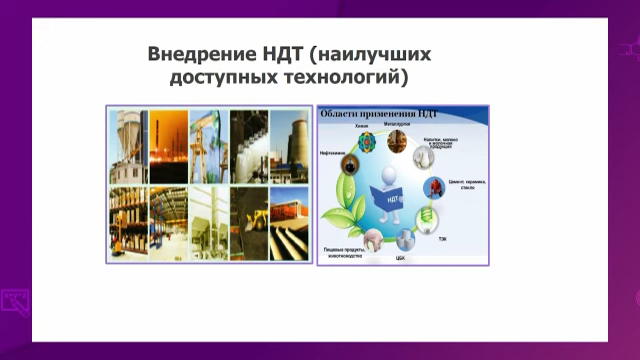 Внедрение НДТ (наилучших
доступных технологий)
Области применения НДТ
Химия
Металлургия
Напитки, молоко
и молочная
продукция
Нефтехимия
Цемент, керамика,
стекло
НДТ
ТЭК
Пищевые продукты,
животноводство
ЦБК